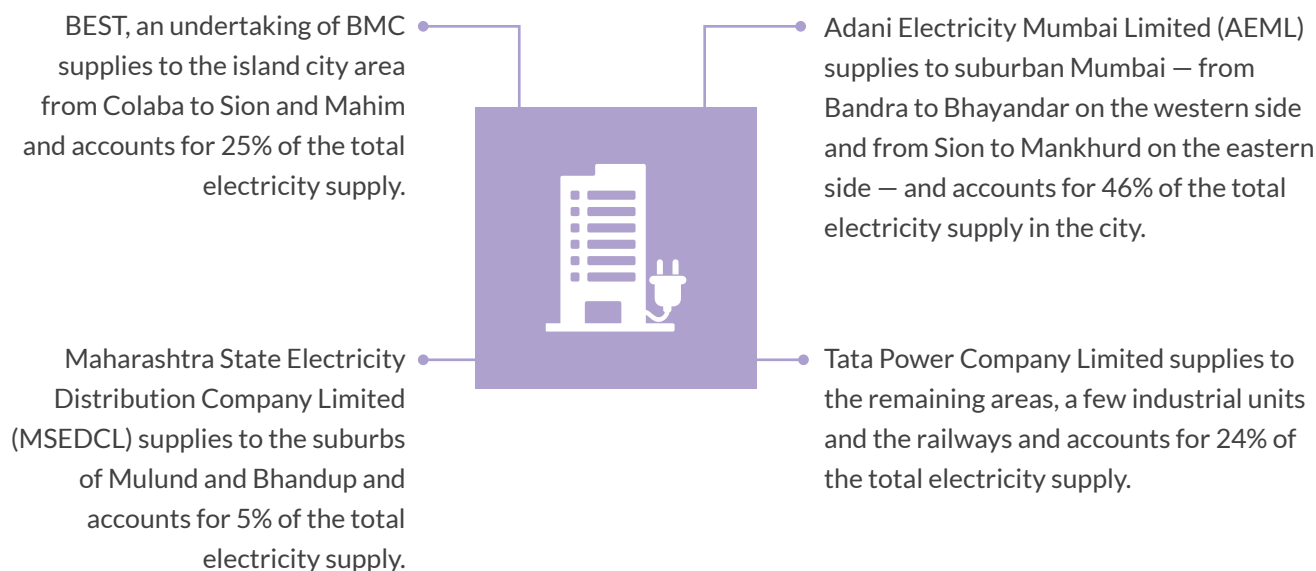 BEST, an undertaking of BMC
supplies to the island city area
from Colaba to Sion and Mahim
and accounts for 25% of the total
electricity supply.
Adani Electricity Mumbai Limited (AEML)
supplies to suburban Mumbai — from
Bandra to Bhayandar on the western side
and from Sion to Mankhurd on the eastern
side — and accounts for 46% of the total
electricity supply in the city.
Maharashtra State Electricity
Distribution Company Limited
(MSEDCL) supplies to the suburbs
of Mulund and Bhandup and
accounts for 5% of the total
electricity supply.
Tata Power Company Limited supplies to
the remaining areas, a few industrial units
and the railways and accounts for 24% of
the total electricity supply.